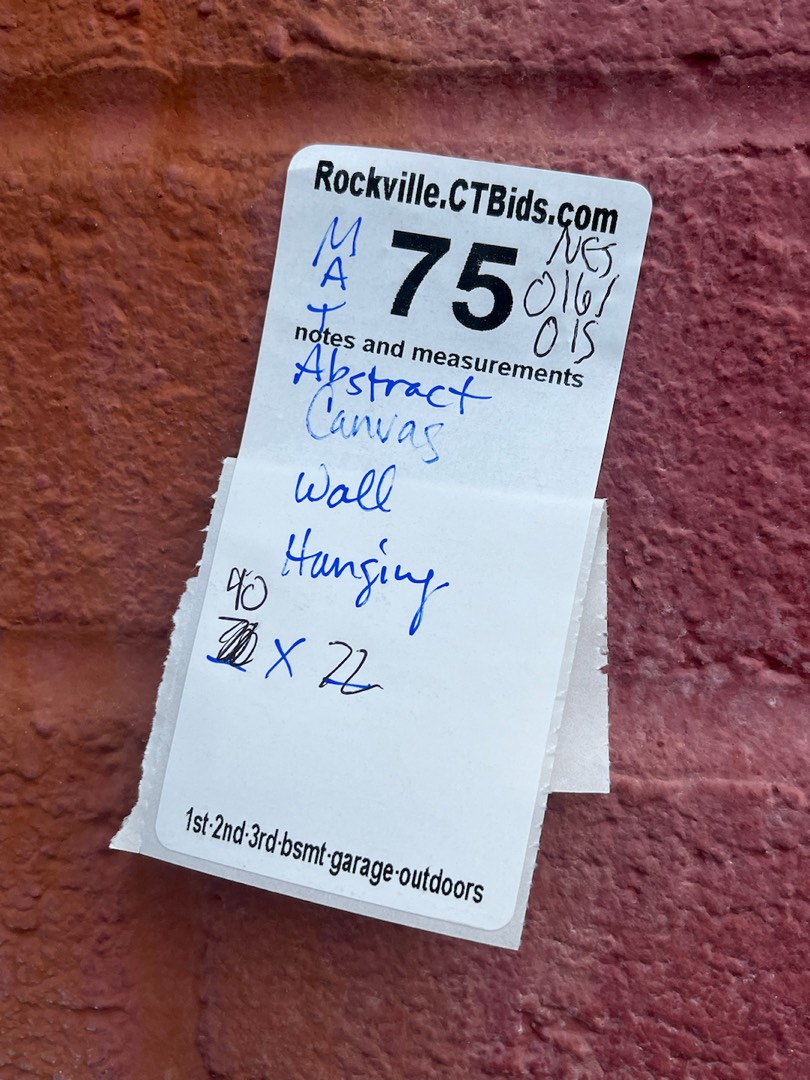 Rockville.CTBids.com
M
A
T
75
NES
0161
015
notes and measurements
Abstract
Canvas
Wall
Hanging
40
X 22
1st·2nd·3rd·bsmt·garage·outdoors